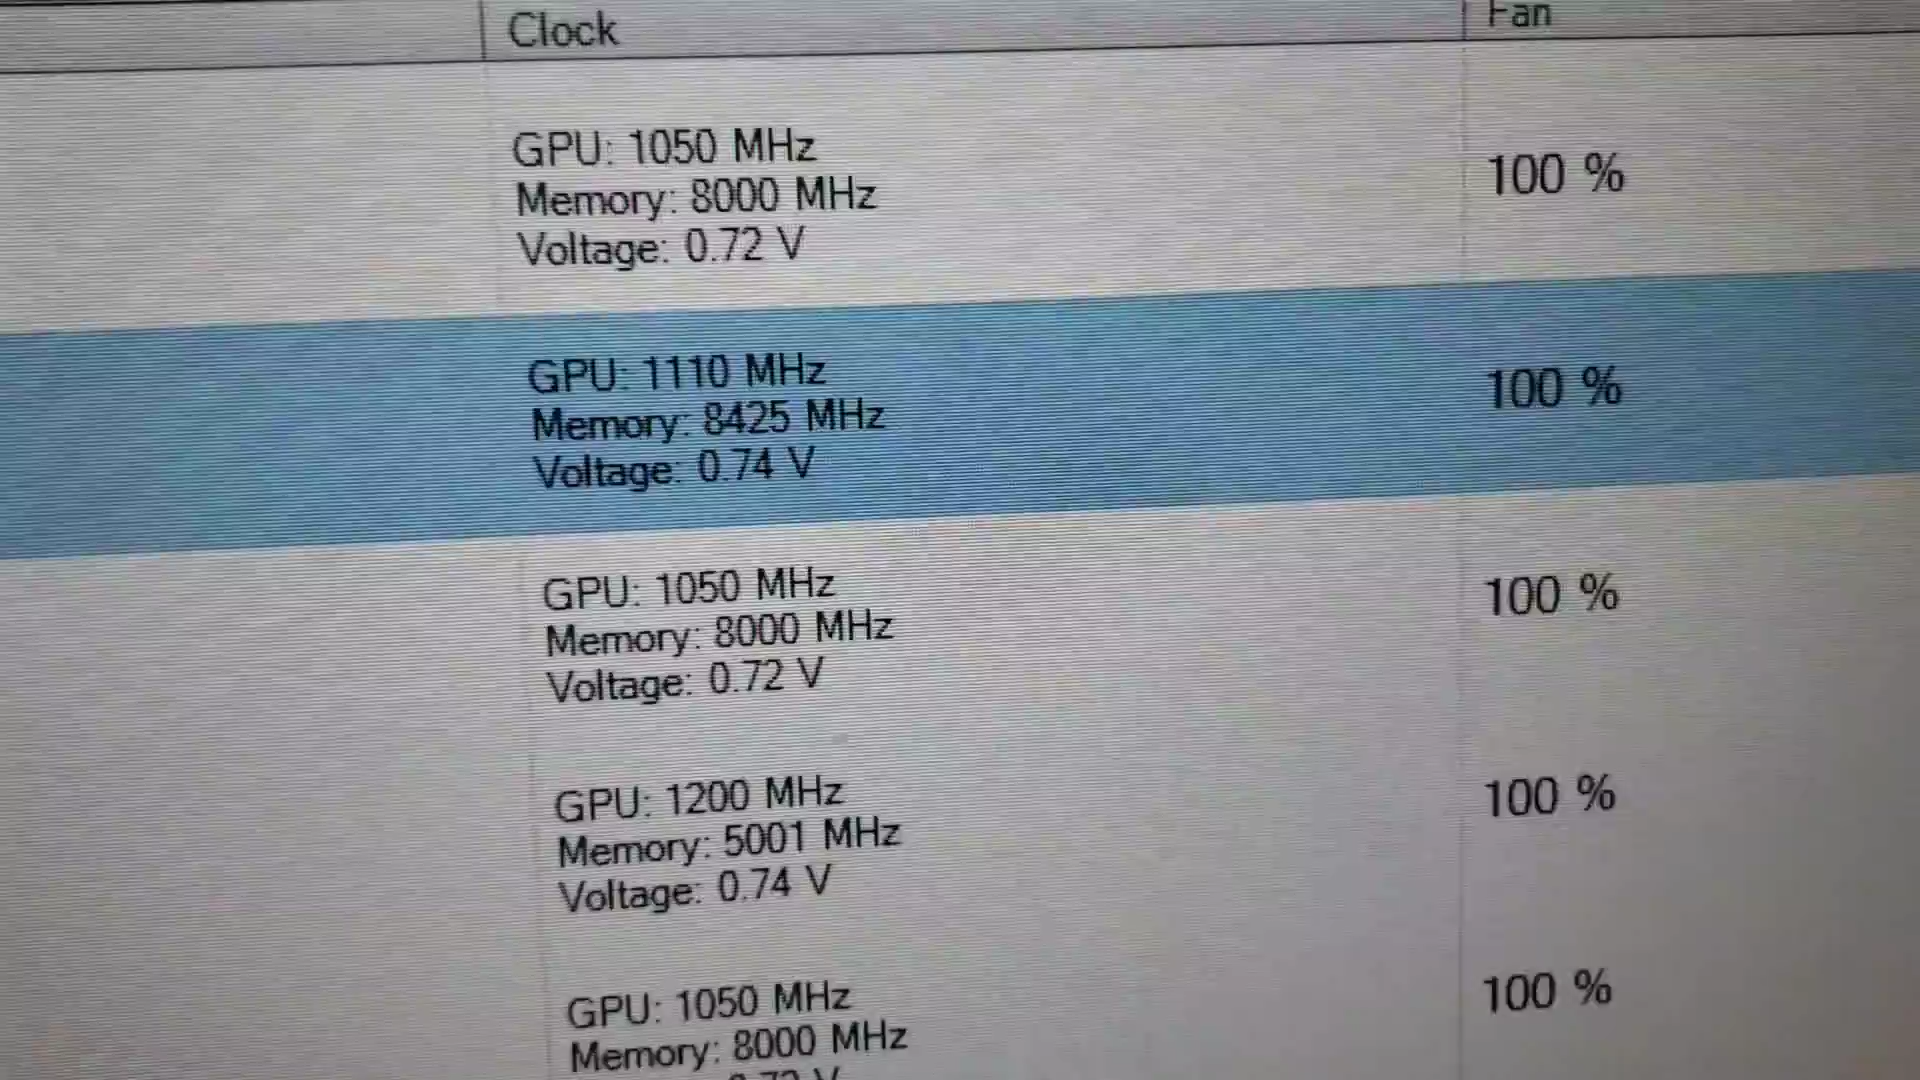 Clock
Fan
GPU: 1050 MHz
Memory: 8000 MHz
Voltage: 0.72 V
100 %
GPU: 1110 MHz
Memory: 8425 MHz
Voltage: 0.74 V
100 %
GPU: 1050 MHz
Memory: 8000 MHz
Voltage: 0.72 V
100 %
GPU: 1200 MHz
Memory: 5001 MHz
Voltage: 0.74 V
100 %
GPU: 1050 MHz
Memory: 8000 MHz
100 %